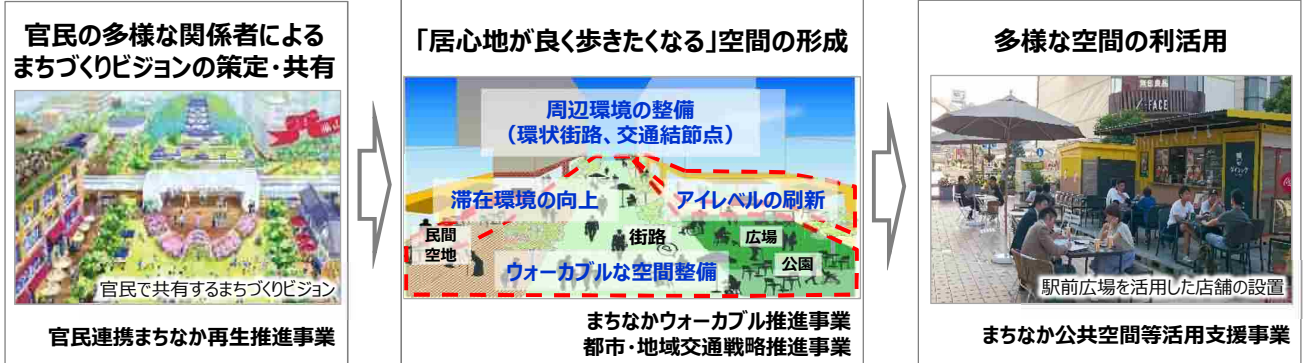 官民の多様な関係者による
まちづくりビジョンの策定・共有
官民で共有するまちづくりビジョン
官民連携まちなか再生推進事業
「居心地が良く歩きたくなる」空間の形成
周辺環境の整備
（環状街路、交通結節点）
滞在環境の向上
アイレベルの刷新
民間
空地
街路
広場
公園
ウォーカブルな空間整備
まちなかウォーカブル推進事業
都市・地域交通戦略推進事業
多様な空間の利活用
無印良品
F-FACE
駅前広場を活用した店舗の設置
まちなか公共空間等活用支援事業